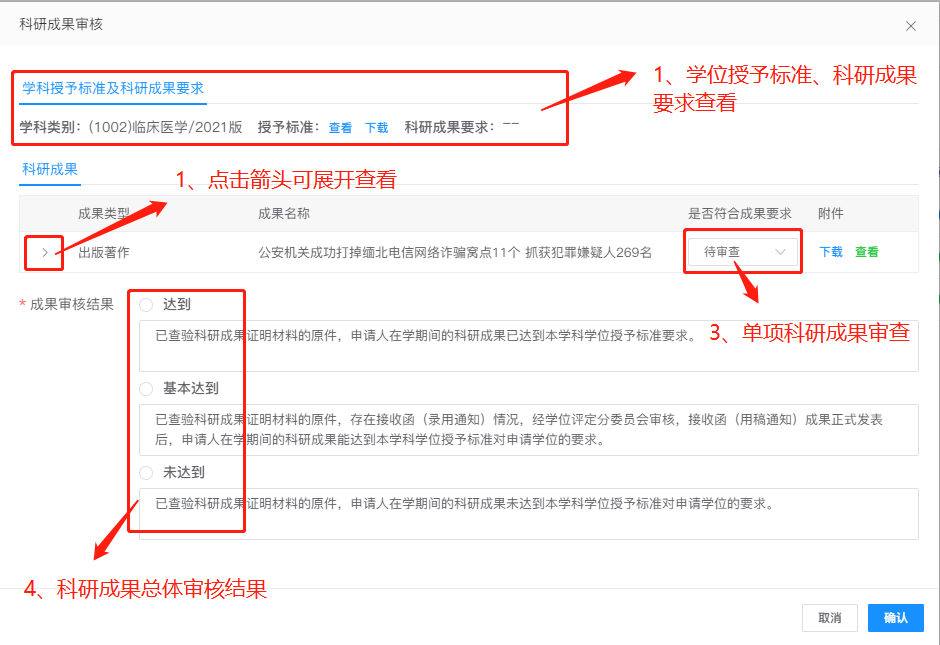 科研成果审核
学科授予标准及科研成果要求
1、学位授予标准、科研成果
要求查看
学科类别：(1002)临床医学/2021版 授予标准： 查看 下载 科研成果要求： --
科研成果
1、点击箭头可展开查看
成果类型 成果名称 是否符合成果要求 附件
出版著作 公安机关成功打掉缅北电信网络诈骗窝点11个 抓获犯罪嫌疑人269名 待审查 下载 查看
* 成果审核结果 达到
已查验科研成果证明材料的原件，申请人在学期间的科研成果已达到本学科学位授予标准要求。
3、单项科研成果审查
基本达到
已查验科研成果证明材料的原件，存在接收函（录用通知）情况，经学位评定分委员会审核，接收函（用稿通知）成果正式发表
后，申请人在学期间的科研成果能达到本学科学位授予标准对申请学位的要求。
未达到
已查验科研成果证明材料的原件，申请人在学期间的科研成果未达到本学科学位授予标准对申请学位的要求。
4、科研成果总体审核结果
取消 确认